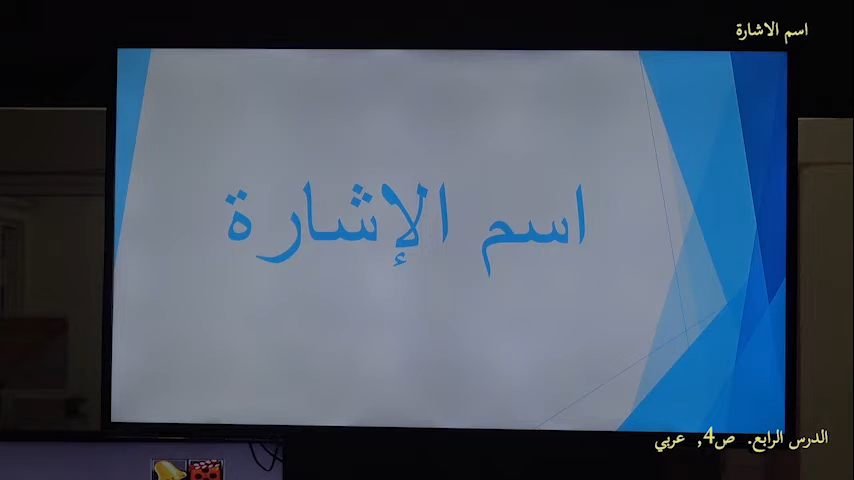 اسم الاشارة
اسم الإشارة
الدرس الرابع. ص4, عربي